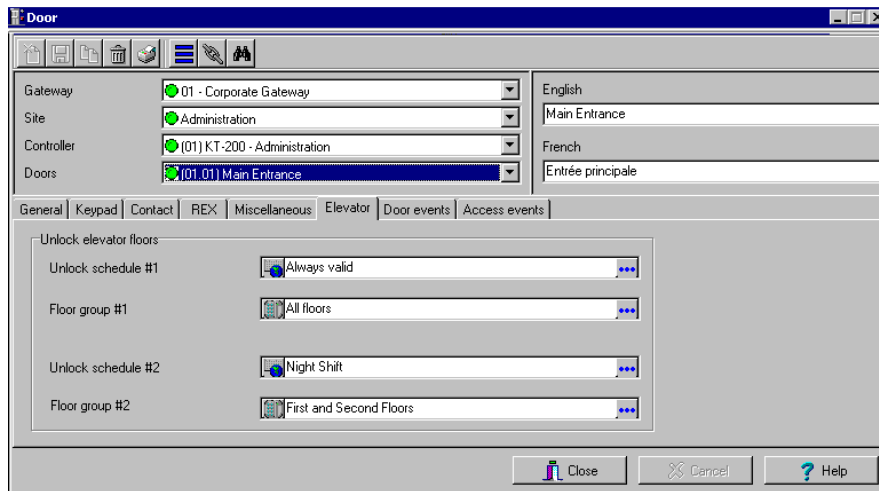 Door
Gateway
01 - Corporate Gateway
English
Site
Administration
Main Entrance
Controller
(01) KT-200 - Administration
French
Doors
(01.01) Main Entrance
Entrée principale
General Keypad Contact REX Miscellaneous Elevator Door events Access events
Unlock elevator floors
Unlock schedule #1
Always valid
Floor group #1
All floors
Unlock schedule #2
Night Shift
Floor group #2
First and Second Floors
Close Cancel Help